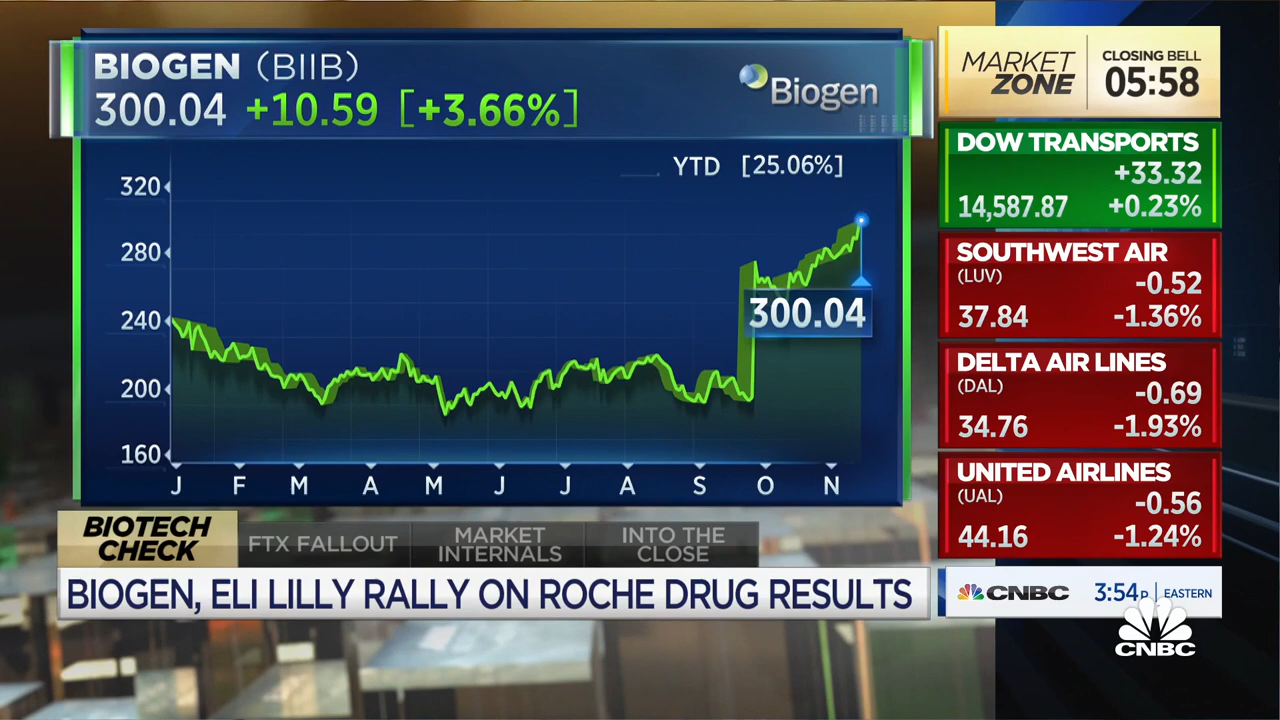 BIOGEN (BIIB)
300.04 +10.59 [+3.66%]
Biogen
YTD [25.06%]
320
280
240
200
160
300.04
J F M A M J J A S O N
BIOTECH
CHECK
FTX FALLOUT
MARKET
INTERNALS
INTO THE
CLOSE
BIOGEN, ELI LILLY RALLY ON ROCHE DRUG RESULTS
MARKET
ZONE
CLOSING BELL
05:58
DOW TRANSPORTS
+33.32
14,587.87 +0.23%
SOUTHWEST AIR
(LUV) -0.52
37.84 -1.36%
DELTA AIR LINES
(DAL) -0.69
34.76 -1.93%
UNITED AIRLINES
(UAL) -0.56
44.16 -1.24%
CNBC 3:54P EASTERN
CNBC